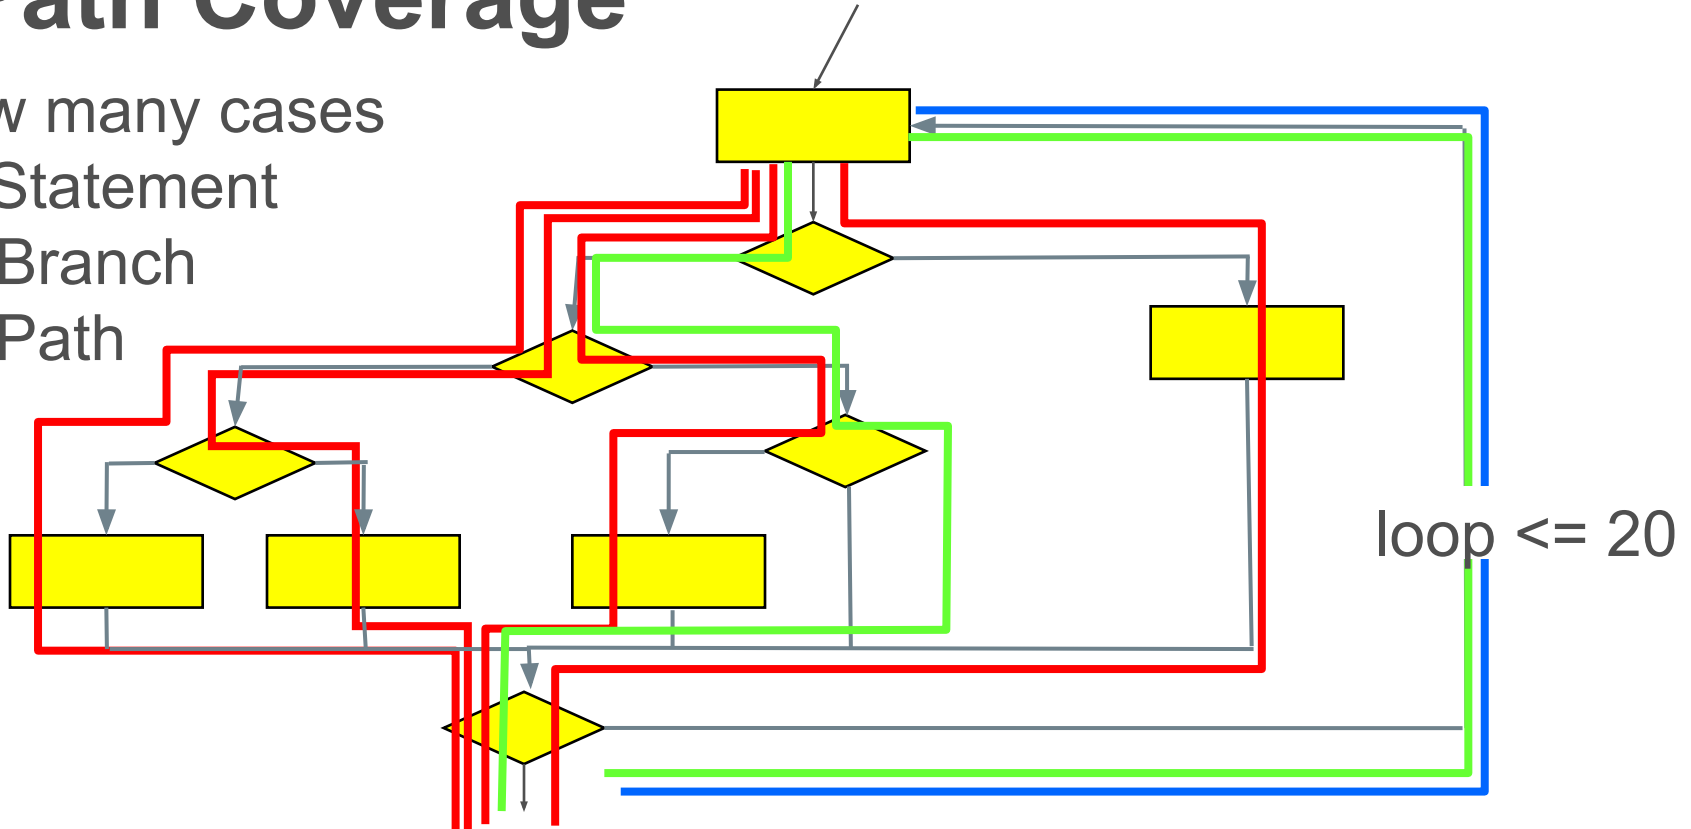 Path Coverage
w many cases
Statement
Branch
Path
loop <= 20